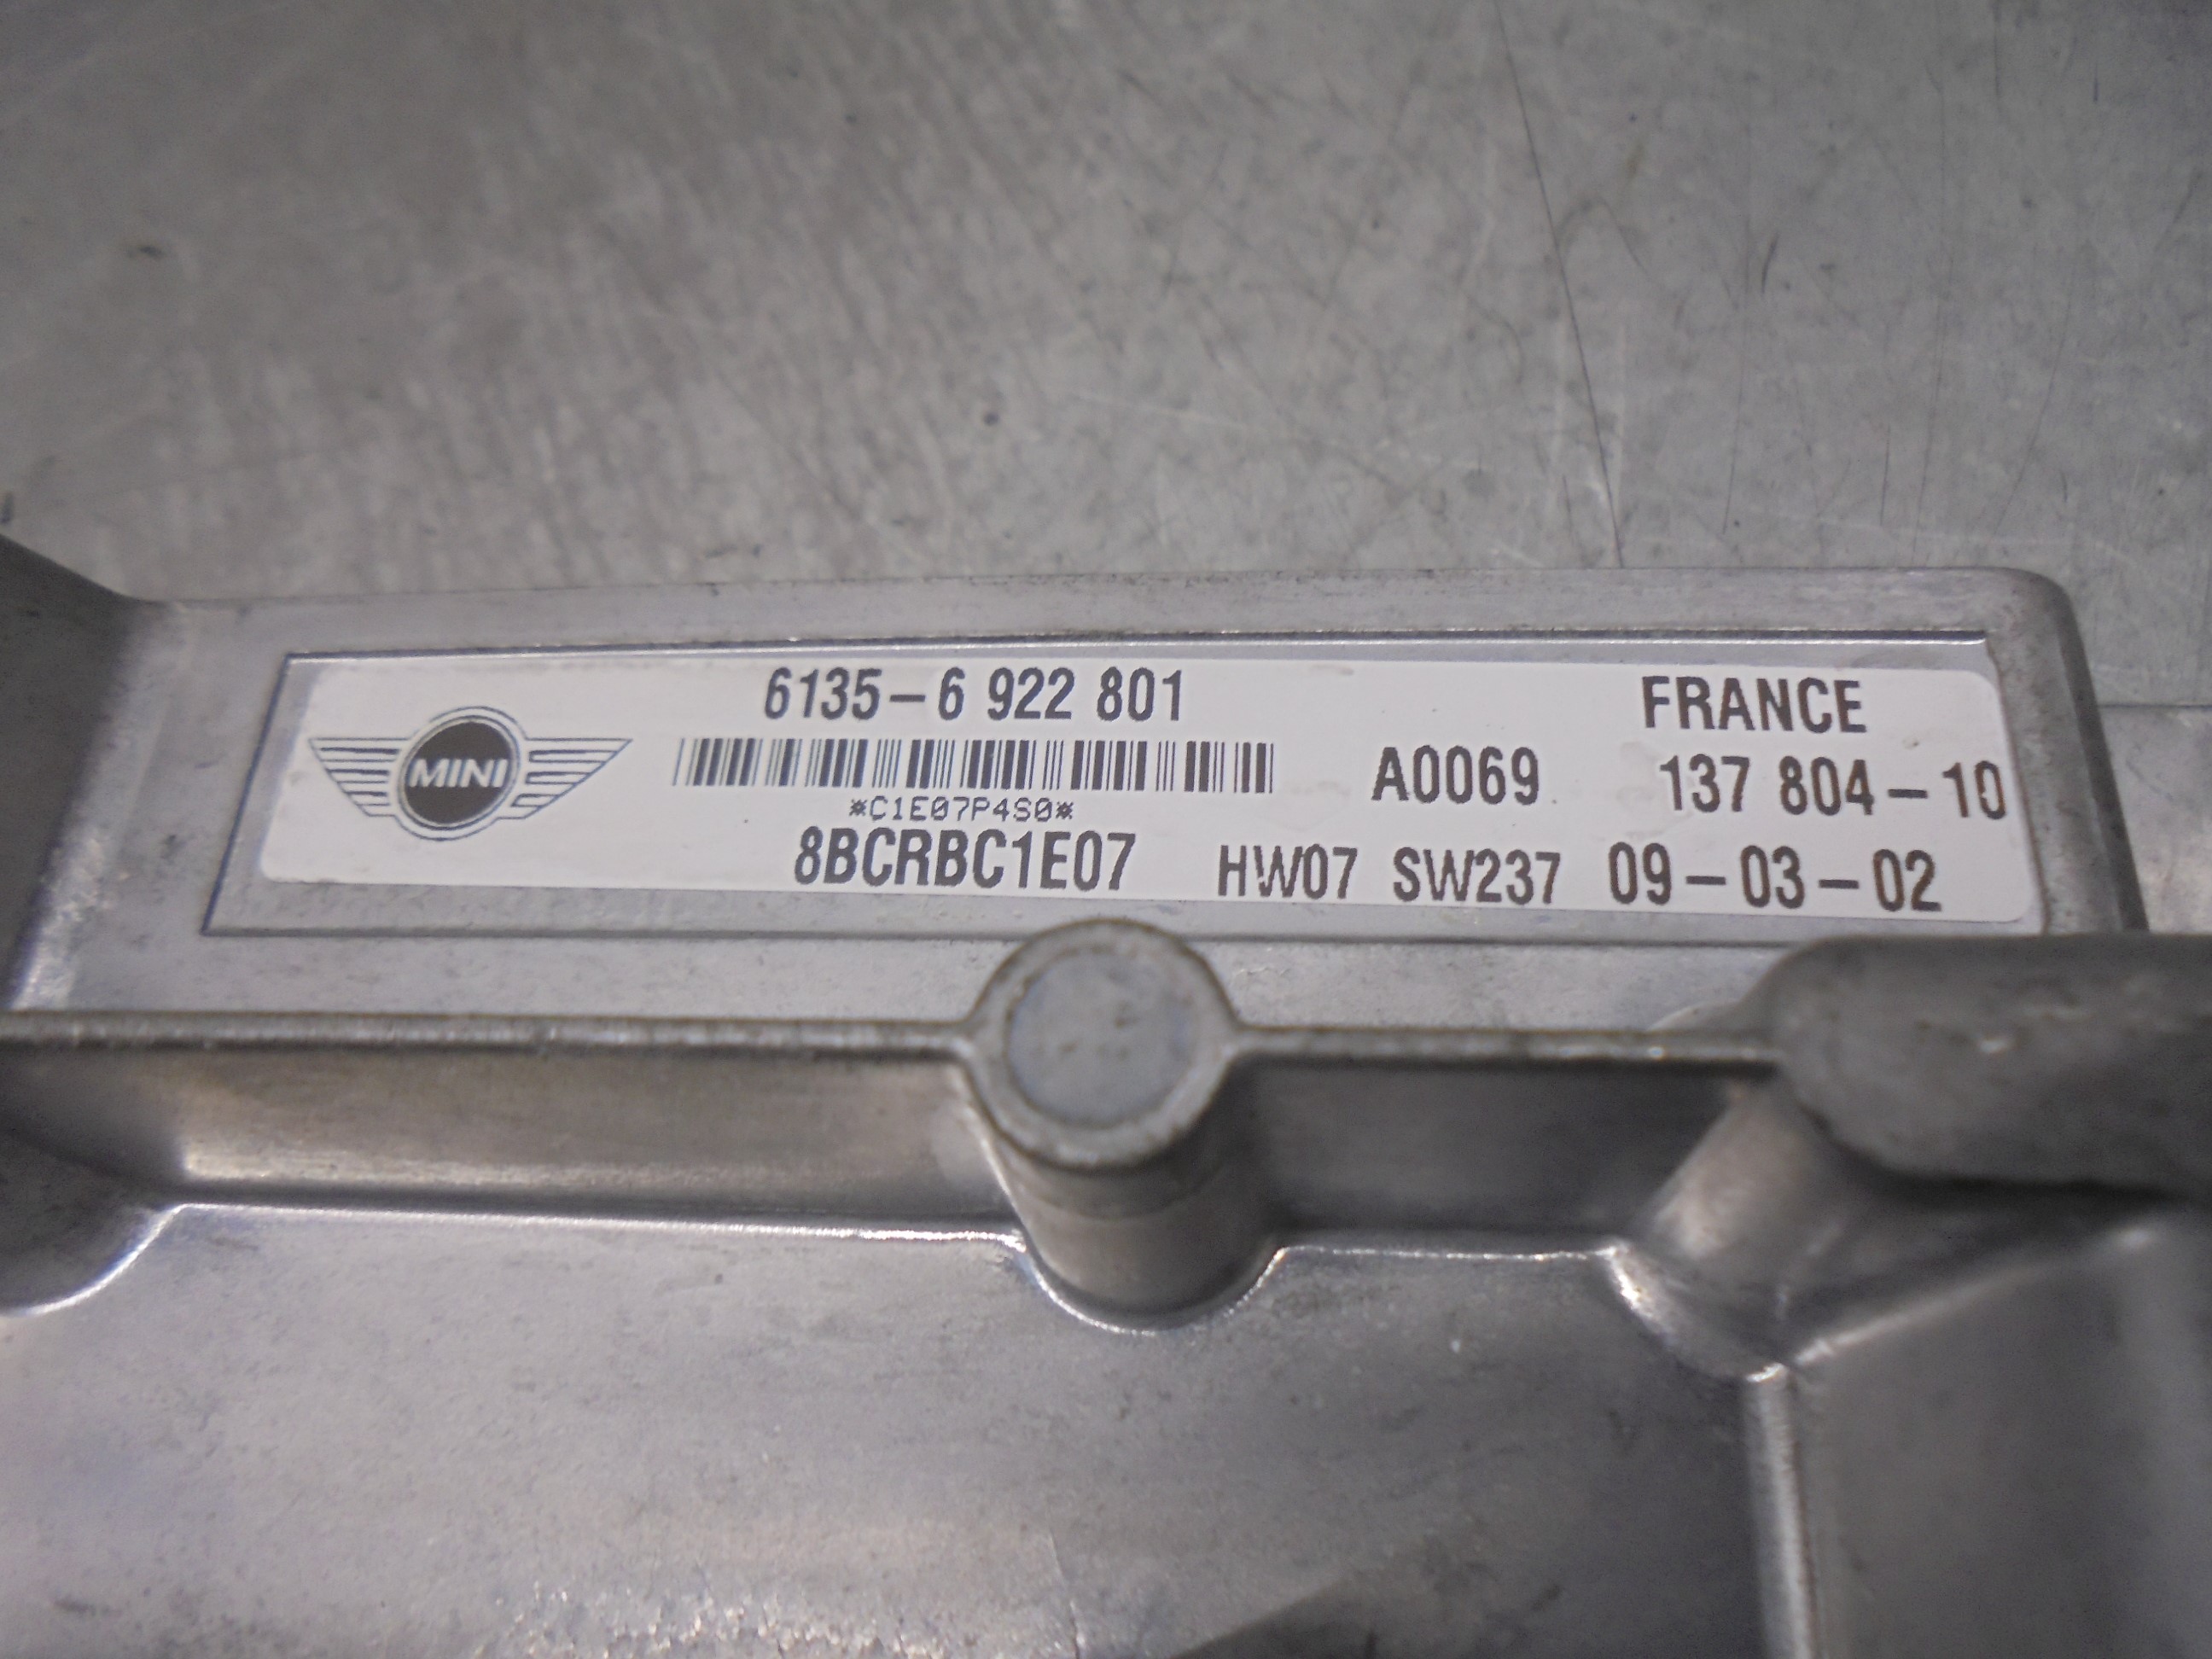 6135-6 922 801
FRANCE
MINI
A0069
137 804-10
*C1E07P4S0*
8BCRBC1E07
HW07 SW237 09-03-02